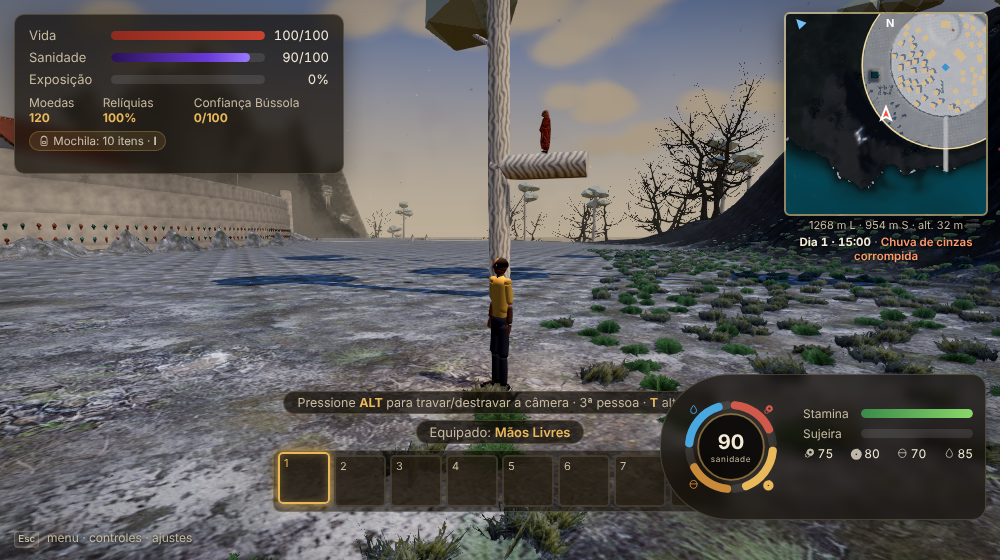 Vida 100/100
Sanidade 90/100
Exposição 0%
Moedas Relíquias Confiança Bússola
120 100% 0/100
Mochila: 10 itens · I
N
1268 m L · 954 m S · alt. 32 m
Dia 1 · 15:00 · Chuva de cinzas
corrompida
Pressione ALT para travar/destravar a câmera · 3ª pessoa · T alt
Equipado: Mãos Livres
1 2 3 4 5 6 7
90
sanidade
Stamina
Sujeira
75 80 70 85
Esc menu · controles · ajustes